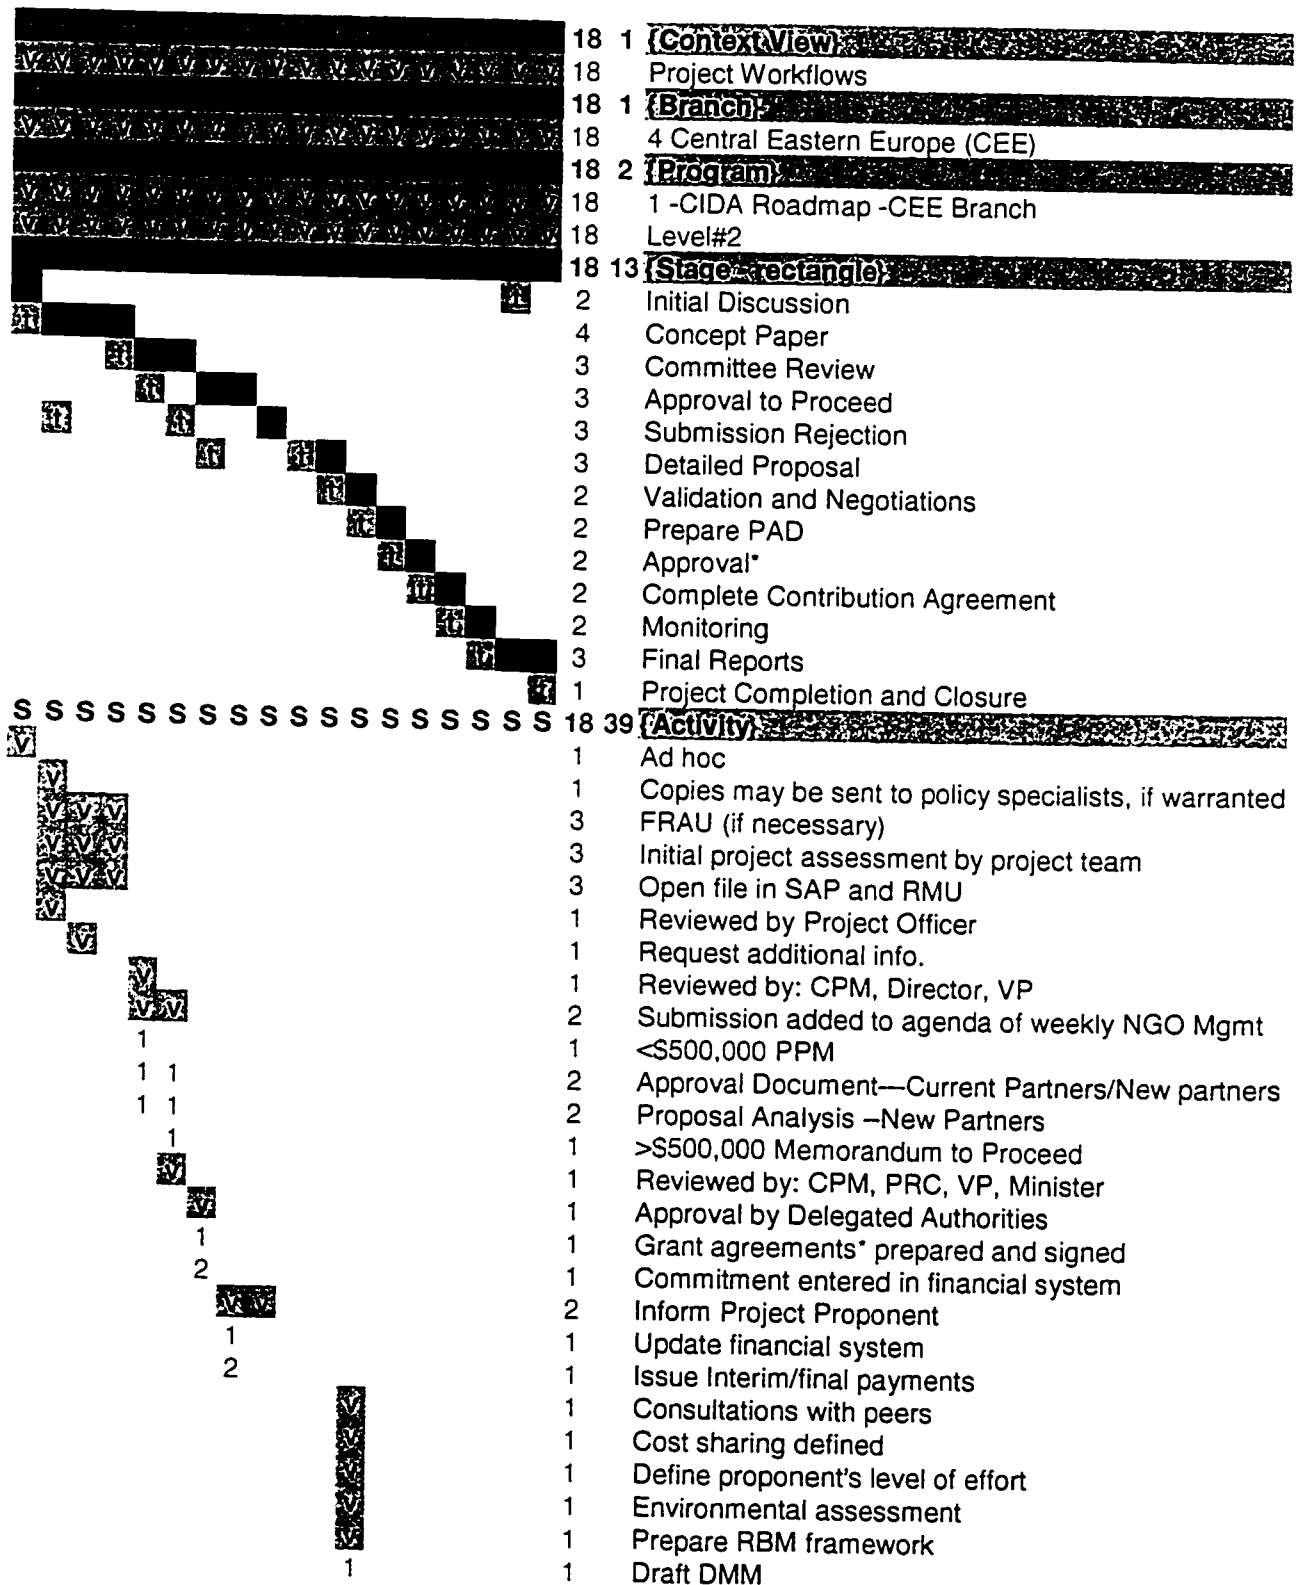 18 1 {Context View}
v v v v v v v v v v v v v v v v v v 18 Project Workflows
18 1 {Branch}
v v v v v v v v v v v v v v v v v v 18 4 Central Eastern Europe (CEE)
18 2 {Program}
v v v v v v v v v v v v v v v v v v 18 1 -CIDA Roadmap -CEE Branch
v v v v v v v v v v v v v v v v v v 18 Level#2
18 13 {Stage - rectangle}
t 2 Initial Discussion
t 4 Concept Paper
t 3 Committee Review
t 3 Approval to Proceed
t t 3 Submission Rejection
t t 3 Detailed Proposal
t 2 Validation and Negotiations
t 2 Prepare PAD
t 2 Approval*
t 2 Complete Contribution Agreement
t 2 Monitoring
t 3 Final Reports
t 1 Project Completion and Closure
S S S S S S S S S S S S S S S S S S 18 39 {Activity}
v 1 Ad hoc
v 1 Copies may be sent to policy specialists, if warranted
v v v 3 FRAU (if necessary)
v v v 3 Initial project assessment by project team
v v v 3 Open file in SAP and RMU
v 1 Reviewed by Project Officer
v 1 Request additional info.
v 1 Reviewed by: CPM, Director, VP
v v 2 Submission added to agenda of weekly NGO Mgmt
1 1 <$500,000 PPM
1 1 2 Approval Document—Current Partners/New partners
1 1 2 Proposal Analysis –New Partners
1 1 >$500,000 Memorandum to Proceed
v 1 Reviewed by: CPM, PRC, VP, Minister
v 1 Approval by Delegated Authorities
1 1 Grant agreements* prepared and signed
2 1 Commitment entered in financial system
v v 2 Inform Project Proponent
1 1 Update financial system
2 1 Issue Interim/final payments
v 1 Consultations with peers
v 1 Cost sharing defined
v 1 Define proponent's level of effort
v 1 Environmental assessment
v 1 Prepare RBM framework
1 1 Draft DMM